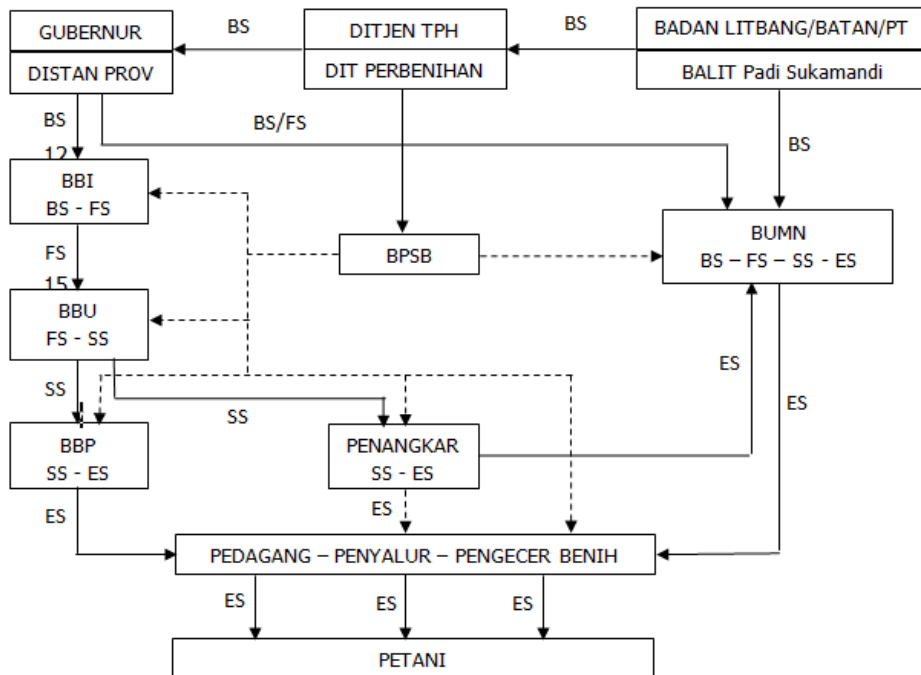 GUBERNUR
DISTAN PROV
BS
DITJEN TPH
DIT PERBENIHAN
BS
BADAN LITBANG/BATAN/PT
BALIT Padi Sukamandi
BS
12
BS/FS
BS
BBI
BS - FS
BPSB
BUMN
BS – FS – SS - ES
FS
15
BBU
FS - SS
SS
SS
ES
ES
BBP
SS - ES
PENANGKAR
SS - ES
ES
ES
PEDAGANG – PENYALUR – PENGECER BENIH
ES
ES
ES
PETANI